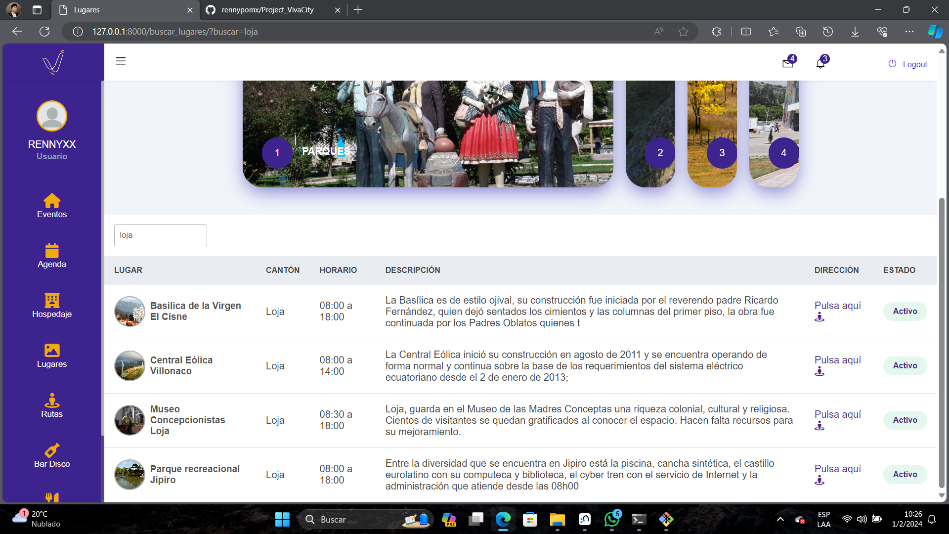 Lugares
rennypomx/Project_VivaCity
127.0.0.1:8000/buscar_lugares/?buscar=loja
4
3
Logout
RENNYXX
Usuario
Eventos
Agenda
Hospedaje
Lugares
Rutas
Bar Disco
1
PARQUES
2
3
4
loja
LUGAR CANTÓN HORARIO DESCRIPCIÓN DIRECCIÓN ESTADO
Basílica de la Virgen
El Cisne
Loja
08:00 a
18:00
La Basílica es de estilo ojival, su construcción fue iniciada por el reverendo padre Ricardo
Fernández, quien dejó sentados los cimientos y las columnas del primer piso, la obra fue
continuada por los Padres Oblatos quienes t
Pulsa aquí
Activo
Central Eólica
Villonaco
Loja
08:00 a
14:00
La Central Eólica inició su construcción en agosto de 2011 y se encuentra operando de
forma normal y continua sobre la base de los requerimientos del sistema eléctrico
ecuatoriano desde el 2 de enero de 2013;
Pulsa aquí
Activo
Museo
Concepcionistas
Loja
Loja
08:30 a
18:00
Loja, guarda en el Museo de las Madres Conceptas una riqueza colonial, cultural y religiosa.
Cientos de visitantes se quedan gratificados al conocer el espacio. Hacen falta recursos para
su mejoramiento.
Pulsa aquí
Activo
Parque recreacional
Jipiro
Loja
08:00 a
18:00
Entre la diversidad que se encuentra en Jipiro está la piscina, cancha sintética, el castillo
eurolatino con su computeca y biblioteca, el cyber tren con el servicio de Internet y la
administración que atiende desde las 08h00
Pulsa aquí
Activo
1
20°C
Nublado
Buscar
5
ESP
LAA
10:26
1/2/2024